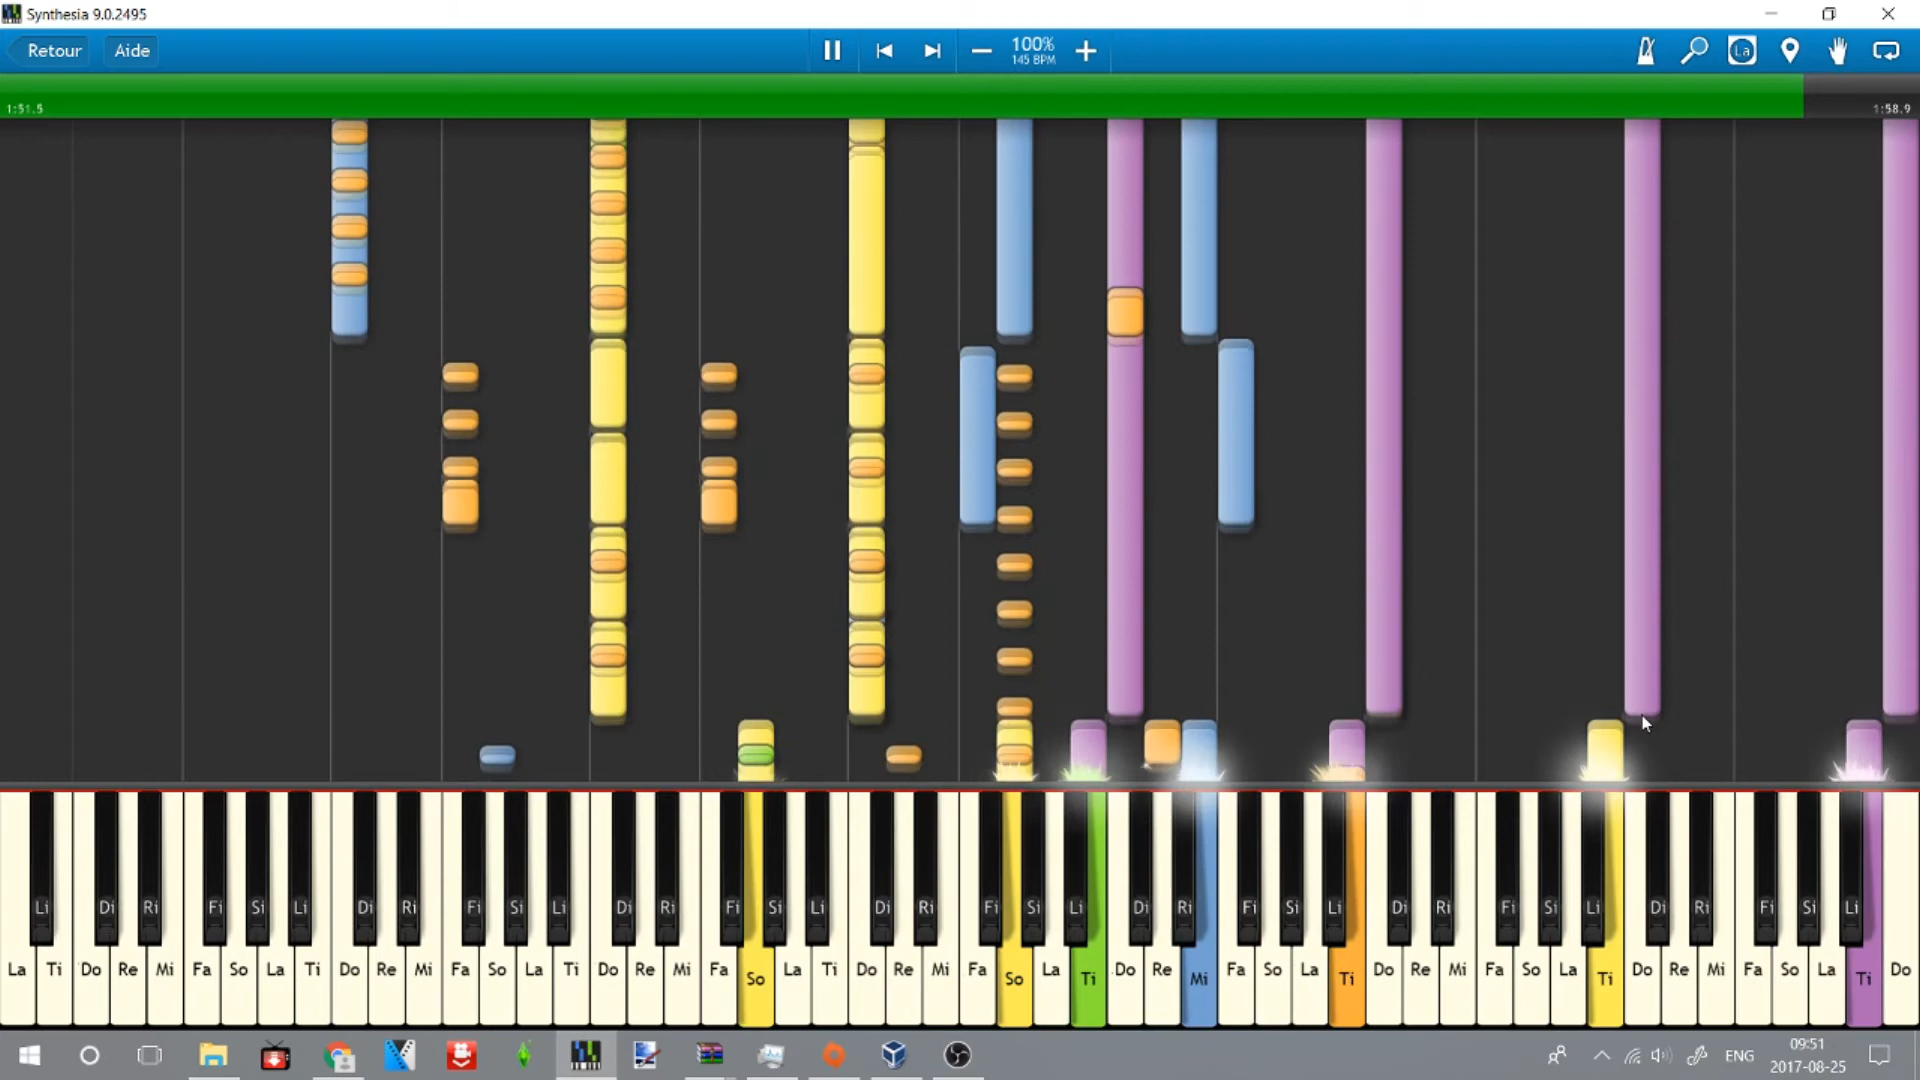 Synthesia 9.0.2495
Retour Aide 100% La
145 BPM
1:51.5 1:58.9
Li Di Ri Fi Si Li Di Ri Fi Si Li Di Ri Fi Si Li Di Ri Fi Si Li Di Ri Fi Si Li Di Ri Fi Si Li Di Ri Fi Si Li
La Ti Do Re Mi Fa So La Ti Do Re Mi Fa So La Ti Do Re Mi Fa So La Ti Do Re Mi Fa So La Ti Do Re Mi Fa So La Ti Do Re Mi Fa So La Ti Do Re Mi Fa So La Ti Do
09:51
ENG
2017-08-25